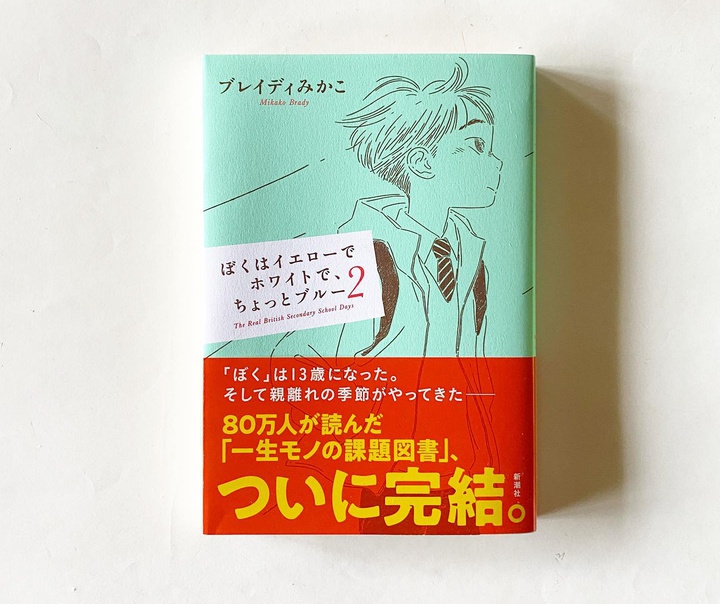 ブレイディみかこ
Mikako Brady
ぼくはイエローで
ホワイトで、
ちょっとブルー2
The Real British Secondary School Days
「ぼく」は13歳になった。
そして親離れの季節がやってきた――
80万人が読んだ
「一生モノの課題図書」、
ついに完結。
新潮社